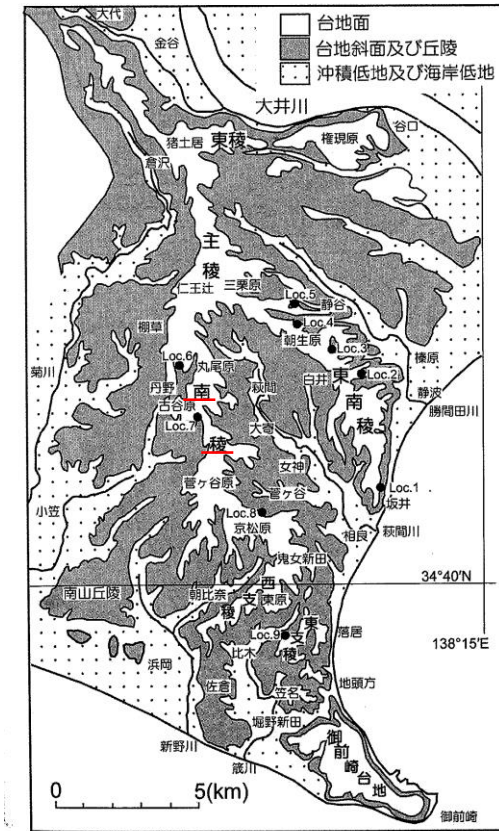 台地面
台地斜面及び丘陵
沖積低地及び海岸低地
大代
金谷
大井川
猪土居
東稜
権現原
谷口
倉沢
主稜
仁王辻
三栗原
Loc.5
静谷
Loc.4
棚草
朝生原
Loc.3
榛原
菊川
Loc.6
丸尾原
萩間
白井
東南稜
Loc.2
静波
丹野
南稜
勝間田川
古谷原
Loc.7
大寄
女神
Loc.1
坂井
菅ヶ谷原
菅ヶ谷
小笠
Loc.8
京松原
相良
萩間川
鬼女新田
34°40'N
南山丘陵
朝比奈
西支稜
東原
東支稜
落居
138°15'E
Loc.9
比木
浜岡
地頭方
佐倉
笠名
堀野新田
御前崎台地
新野川
筬川
0 5(km)
御前崎